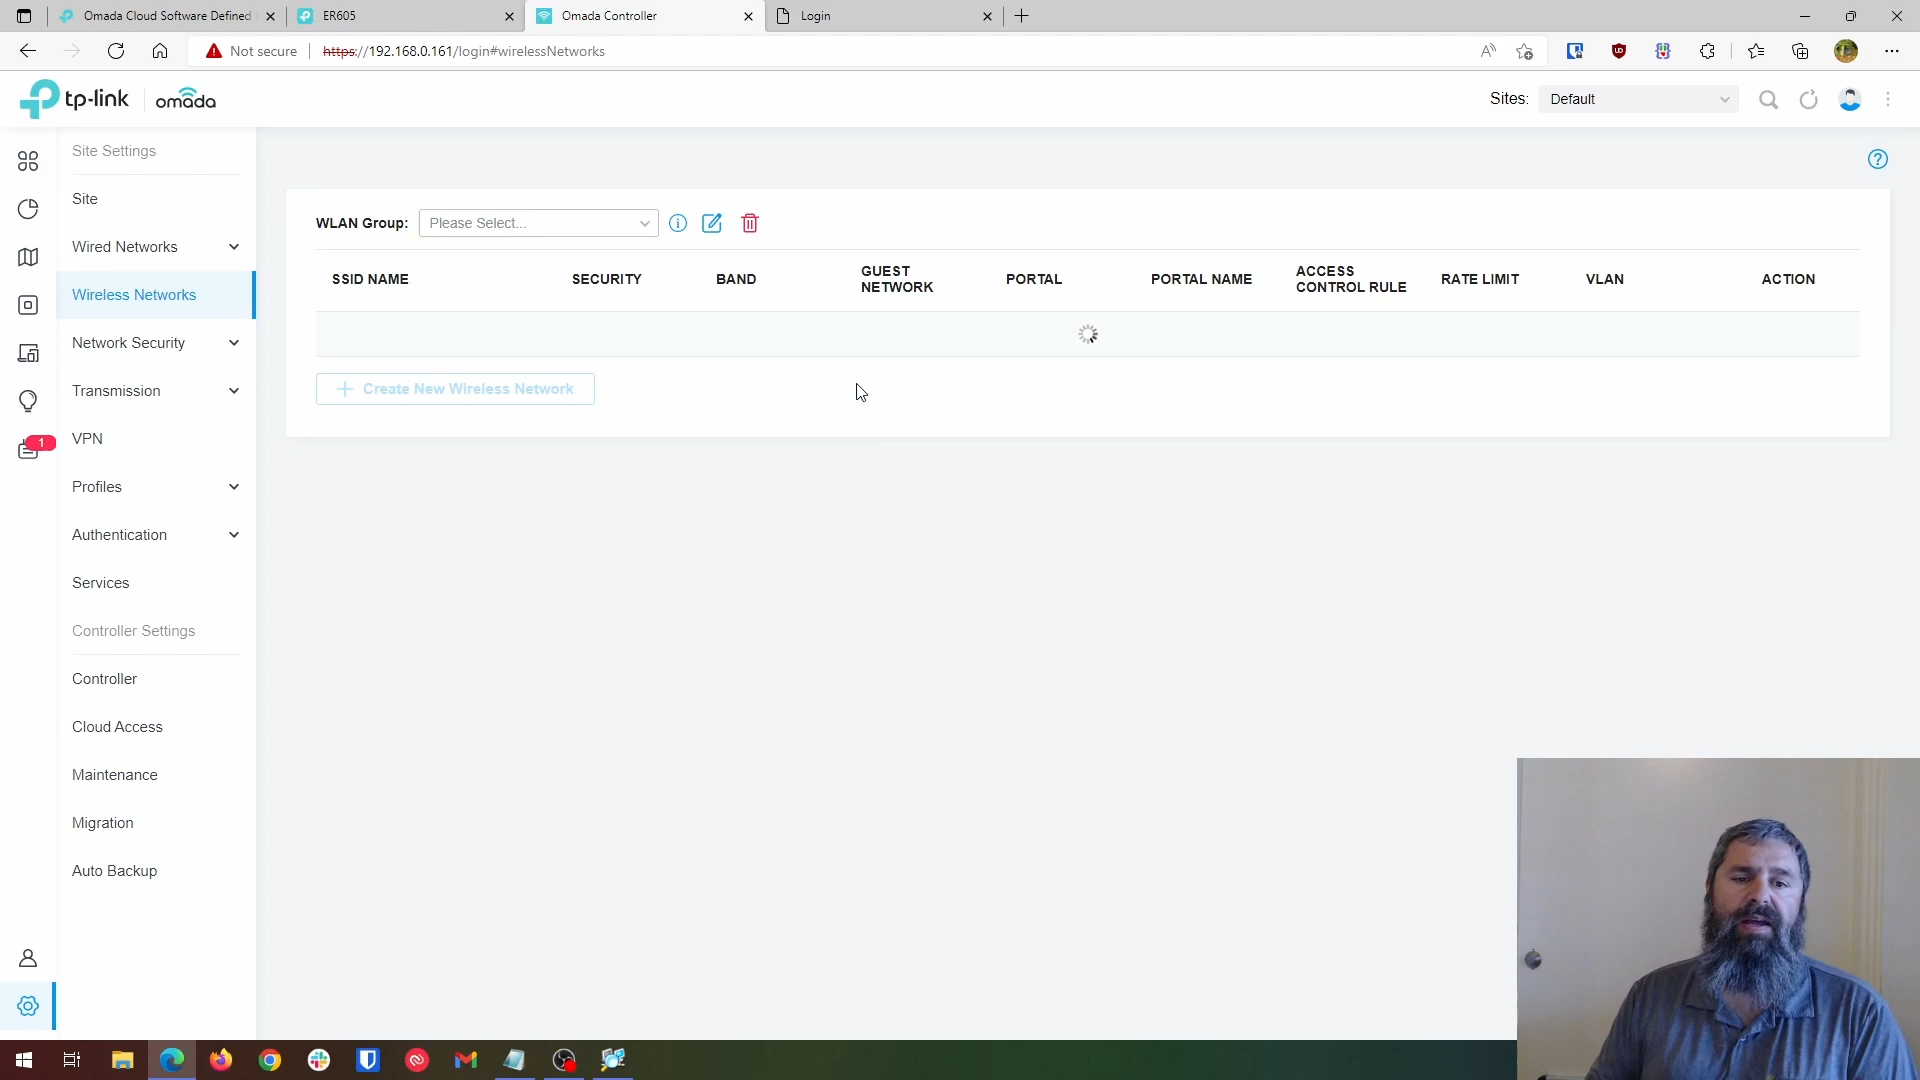 Omada Cloud Software Defined
ER605
Omada Controller
Login
Not secure
https://192.168.0.161/login#wirelessNetworks
tp-link
omada
Sites:
Default
Site Settings
Site
Wired Networks
Wireless Networks
Network Security
Transmission
VPN
Profiles
Authentication
Services
Controller Settings
Controller
Cloud Access
Maintenance
Migration
Auto Backup
1
WLAN Group:
Please Select...
SSID NAME
SECURITY
BAND
GUEST
NETWORK
PORTAL
PORTAL NAME
ACCESS
CONTROL RULE
RATE LIMIT
VLAN
ACTION
Create New Wireless Network